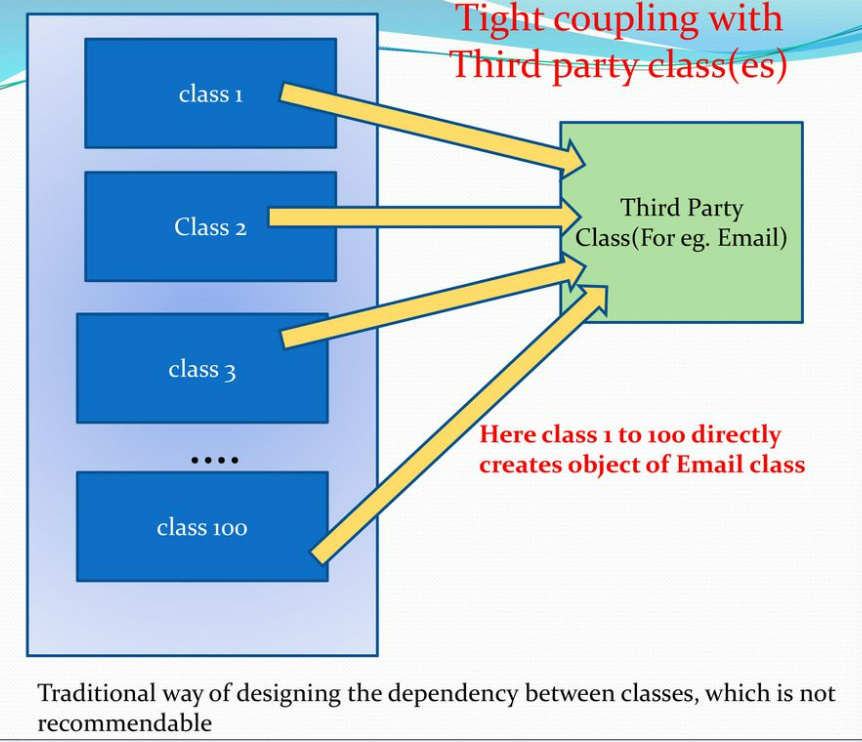 Tight coupling with
Third party class(es)
class 1
Class 2
Third Party
Class(For eg. Email)
class 3
Here class 1 to 100 directly
creates object of Email class
....
class 100
Traditional way of designing the dependency between classes, which is not
recommendable